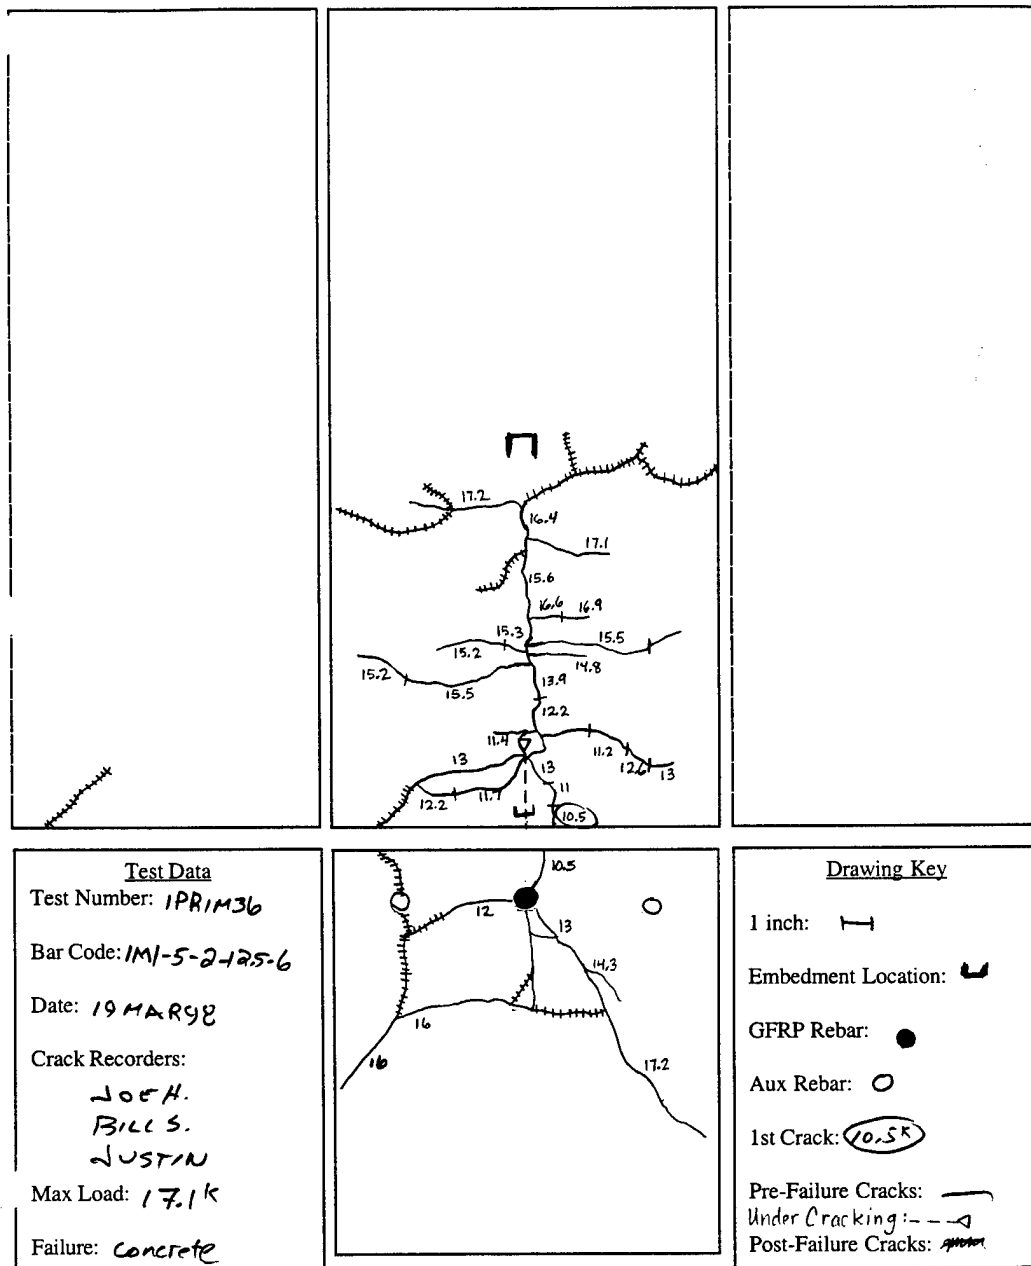 17.2
16.4
17.1
15.6
16.6 16.9
15.3
15.5
15.2
14.8
15.2
15.5
13.9
12.2
11.4
11.2
13
13
12.6 13
11
12.2
11.7
10.5
Test Data
Test Number: 1PR1M36
Bar Code: 1M1-5-2-125-6
Date: 19 MAR98
Crack Recorders:
JOE H.
BILL S.
JUSTIN
Max Load: 17.1 K
Failure: Concrete
10.5
12
13
14.3
16
16
17.2
Drawing Key
1 inch:
Embedment Location:
GFRP Rebar:
Aux Rebar:
1st Crack: 10.5K
Pre-Failure Cracks:
Under Cracking:
Post-Failure Cracks: